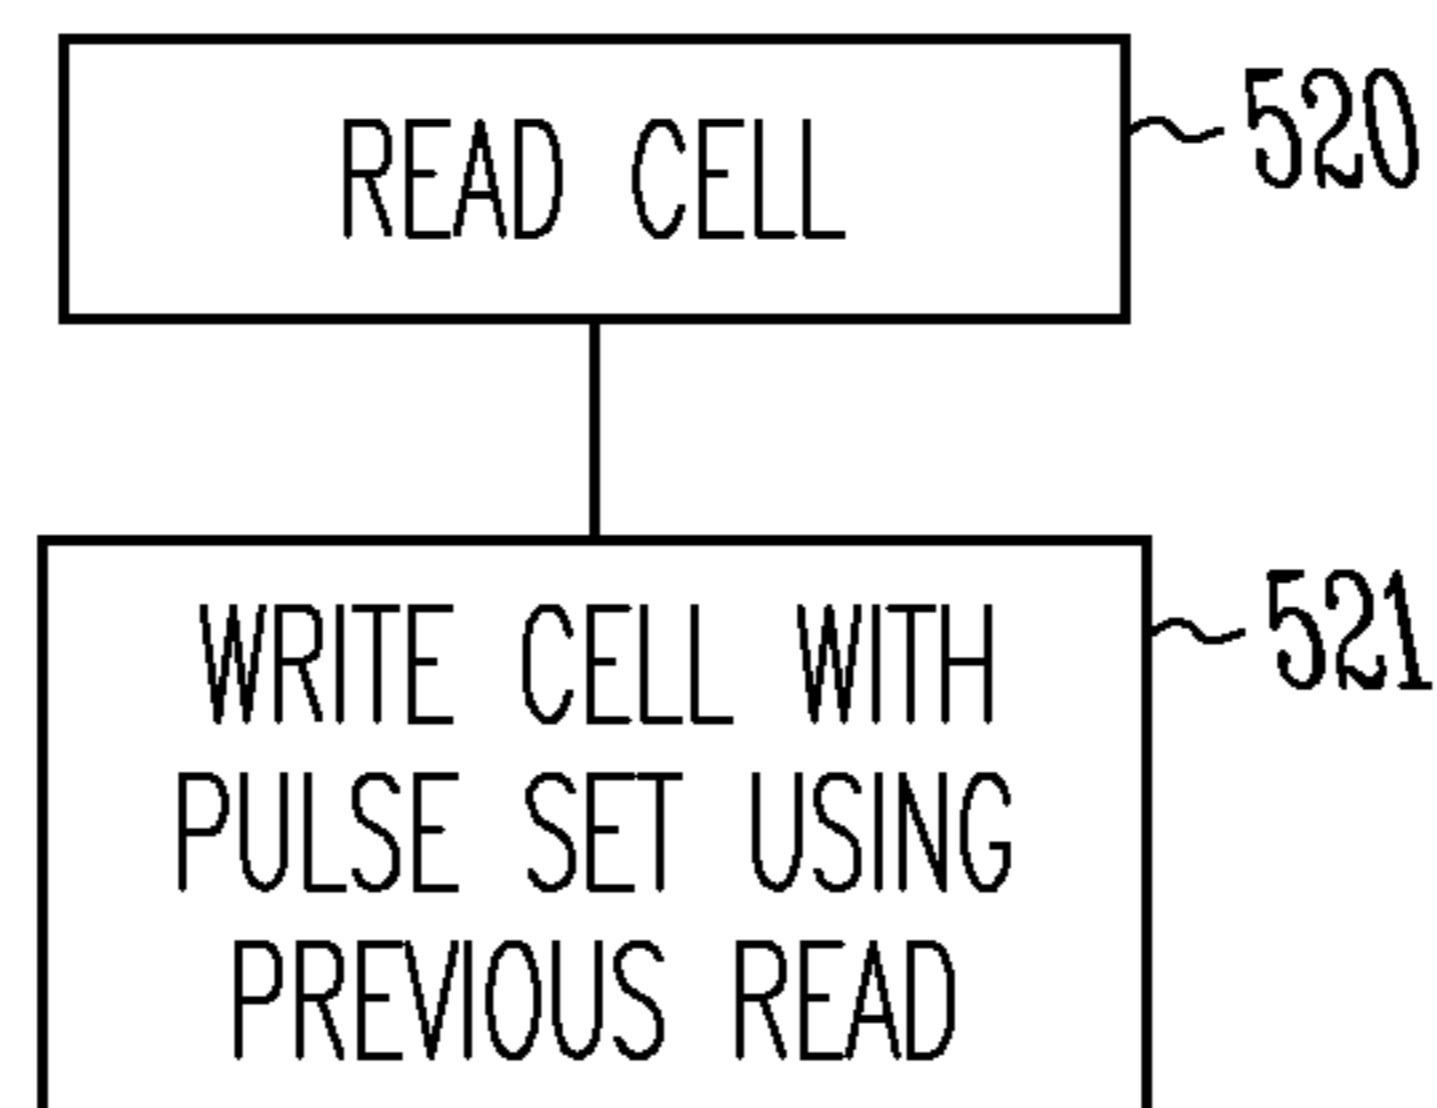 READ CELL
520
WRITE CELL WITH
PULSE SET USING
PREVIOUS READ
521